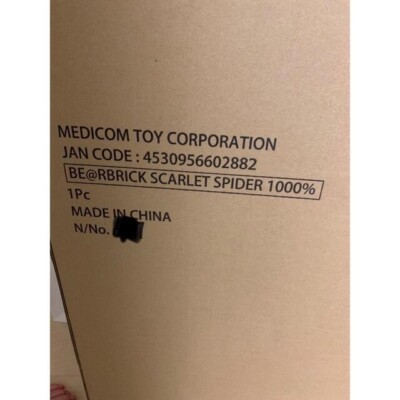 MEDICOM TOY CORPORATION
JAN CODE : 4530956602882
BE@RBRICK SCARLET SPIDER 1000%
1Pc
MADE IN CHINA
N/No.